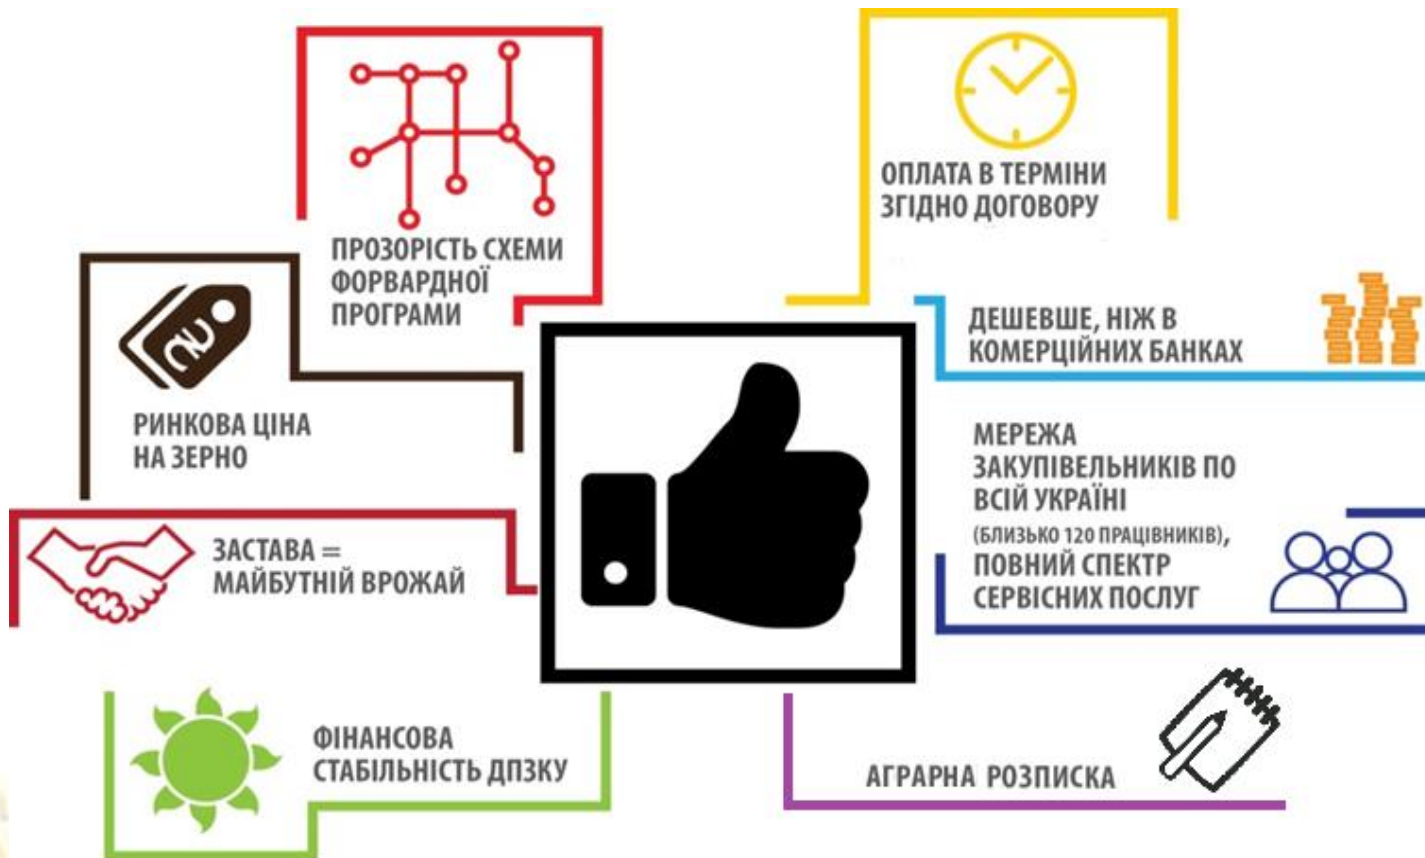 ПРОЗОРІСТЬ СХЕМИ
ФОРВАРДНОЇ
ПРОГРАМИ
РИНКОВА ЦІНА
НА ЗЕРНО
ЗАСТАВА =
МАЙБУТНІЙ ВРОЖАЙ
ФІНАНСОВА
СТАБІЛЬНІСТЬ ДПЗКУ
ОПЛАТА В ТЕРМІНИ
ЗГІДНО ДОГОВОРУ
ДЕШЕВШЕ, НІЖ В
КОМЕРЦІЙНИХ БАНКАХ
МЕРЕЖА
ЗАКУПІВЕЛЬНИКІВ ПО
ВСІЙ УКРАЇНІ
(БЛИЗЬКО 120 ПРАЦІВНИКІВ),
ПОВНИЙ СПЕКТР
СЕРВІСНИХ ПОСЛУГ
АГРАРНА РОЗПИСКА